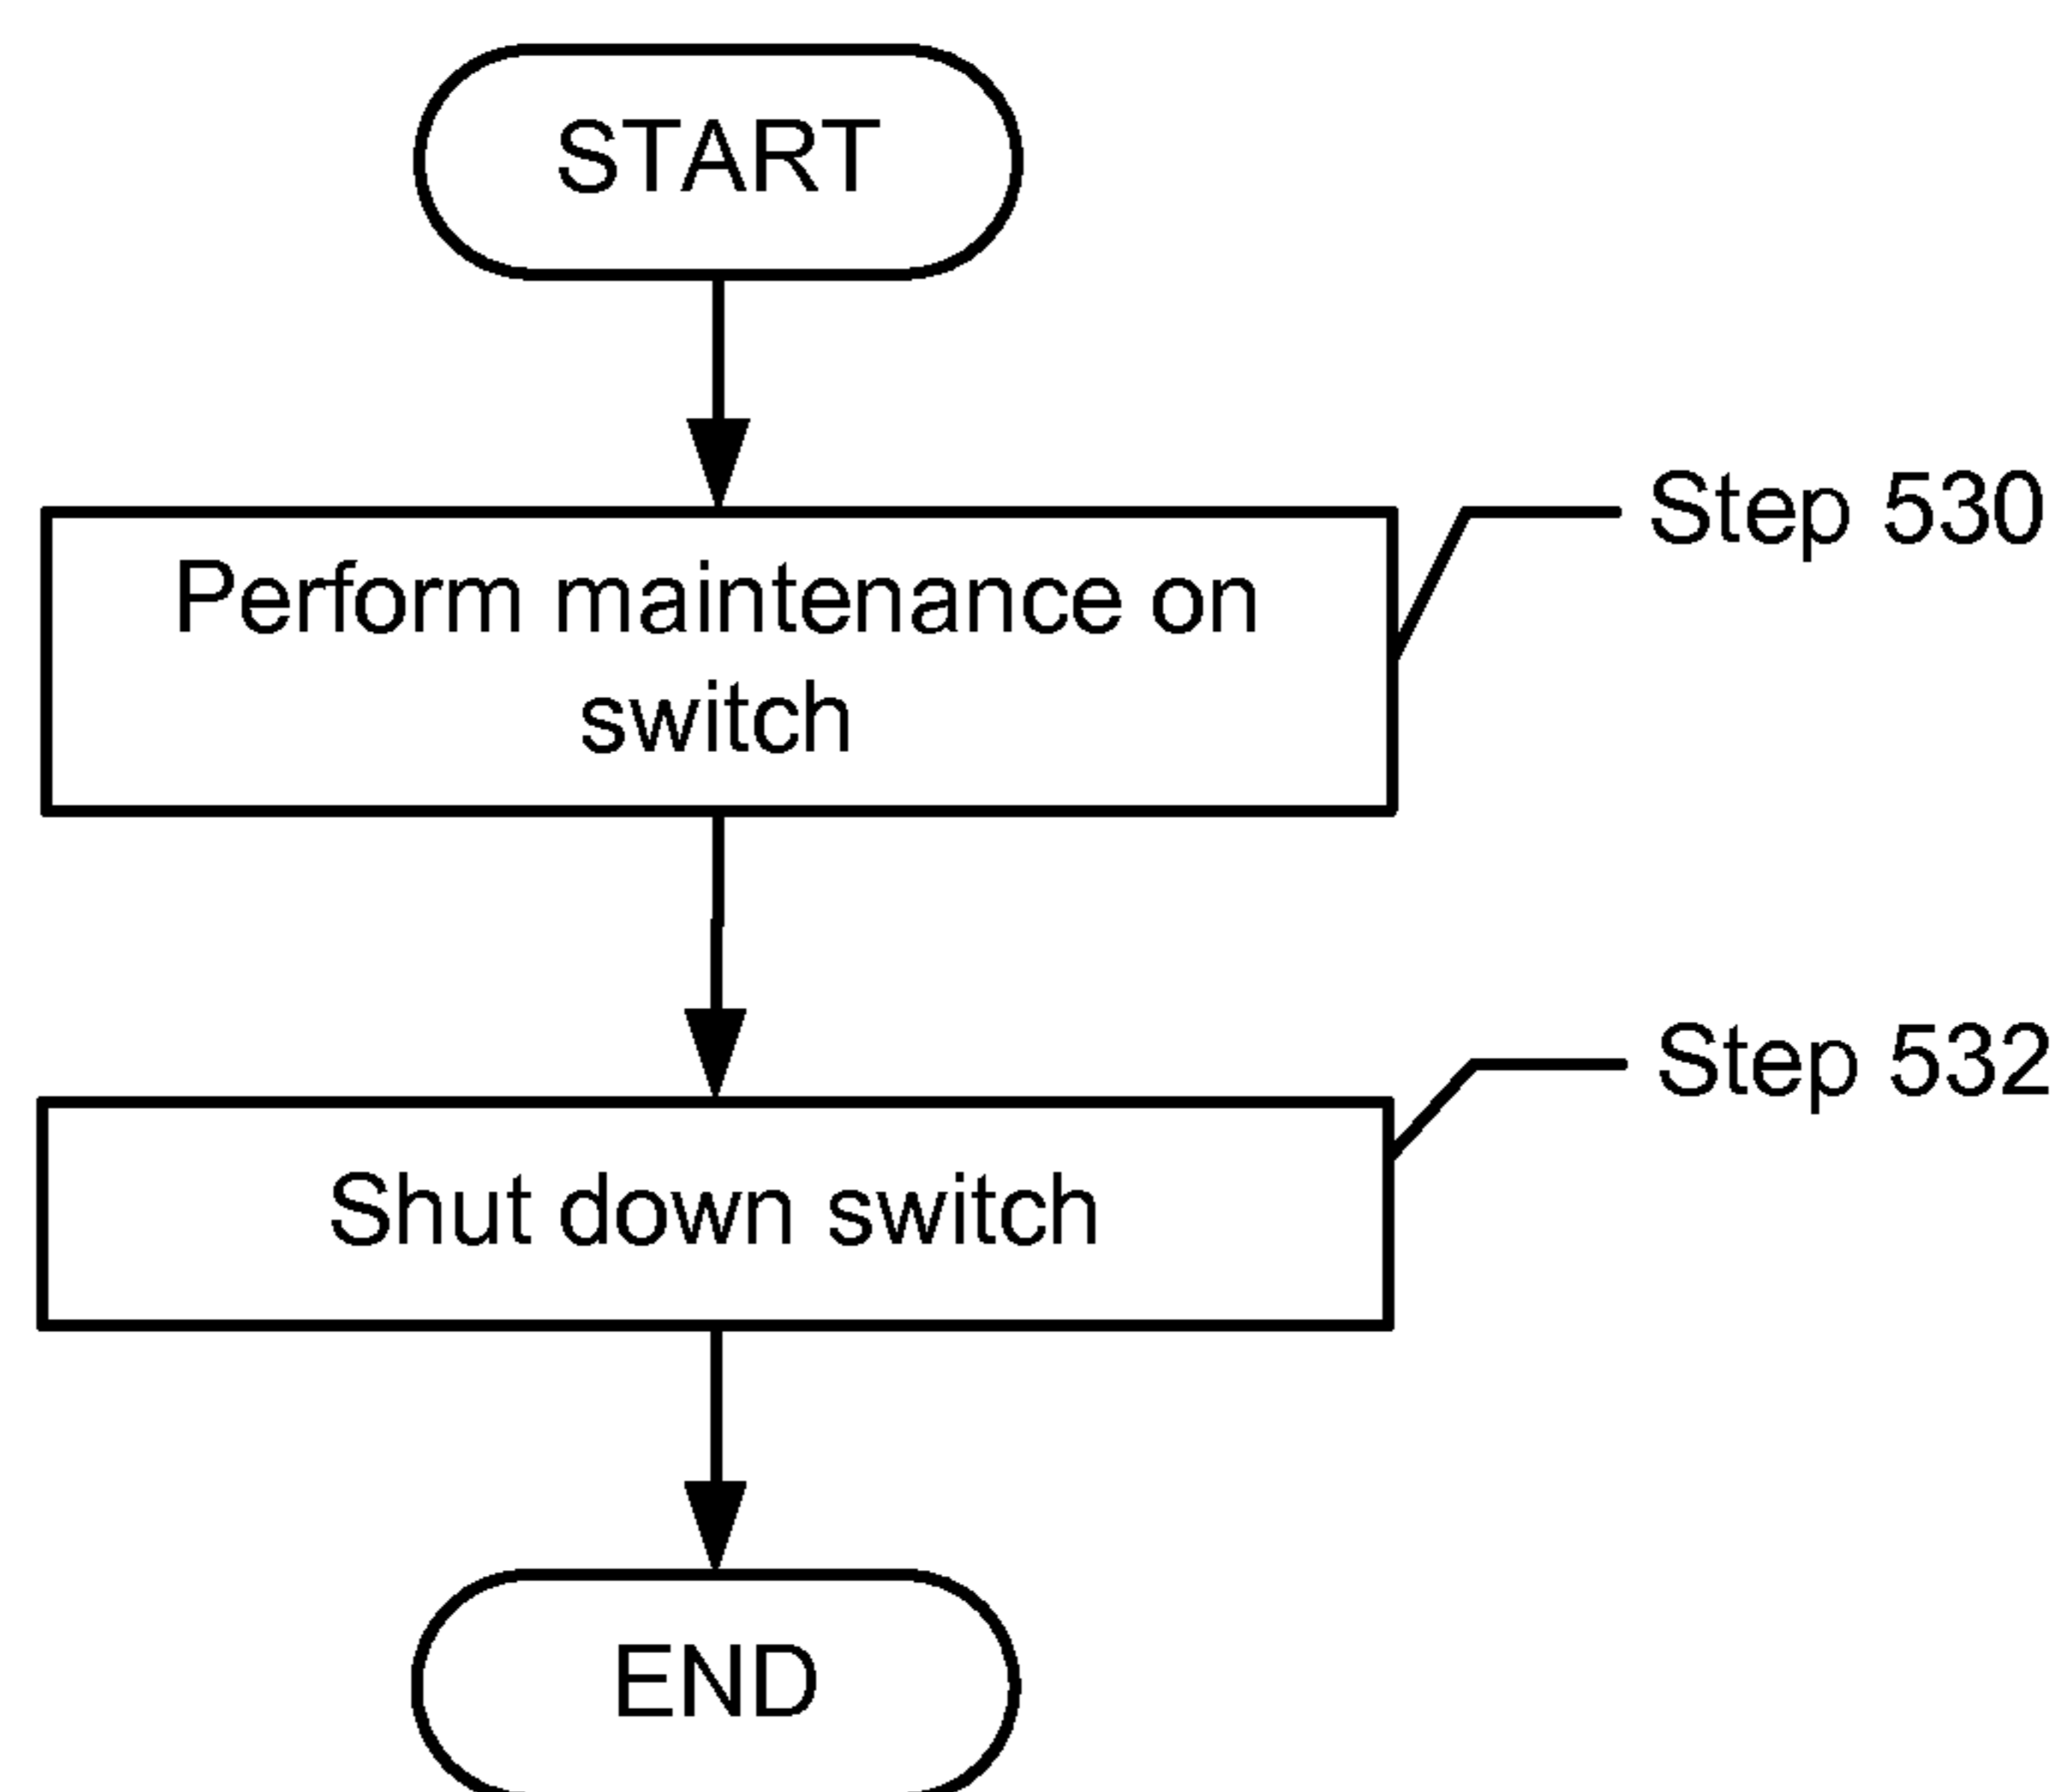 START
Step 530
Perform maintenance on
switch
Step 532
Shut down switch
END